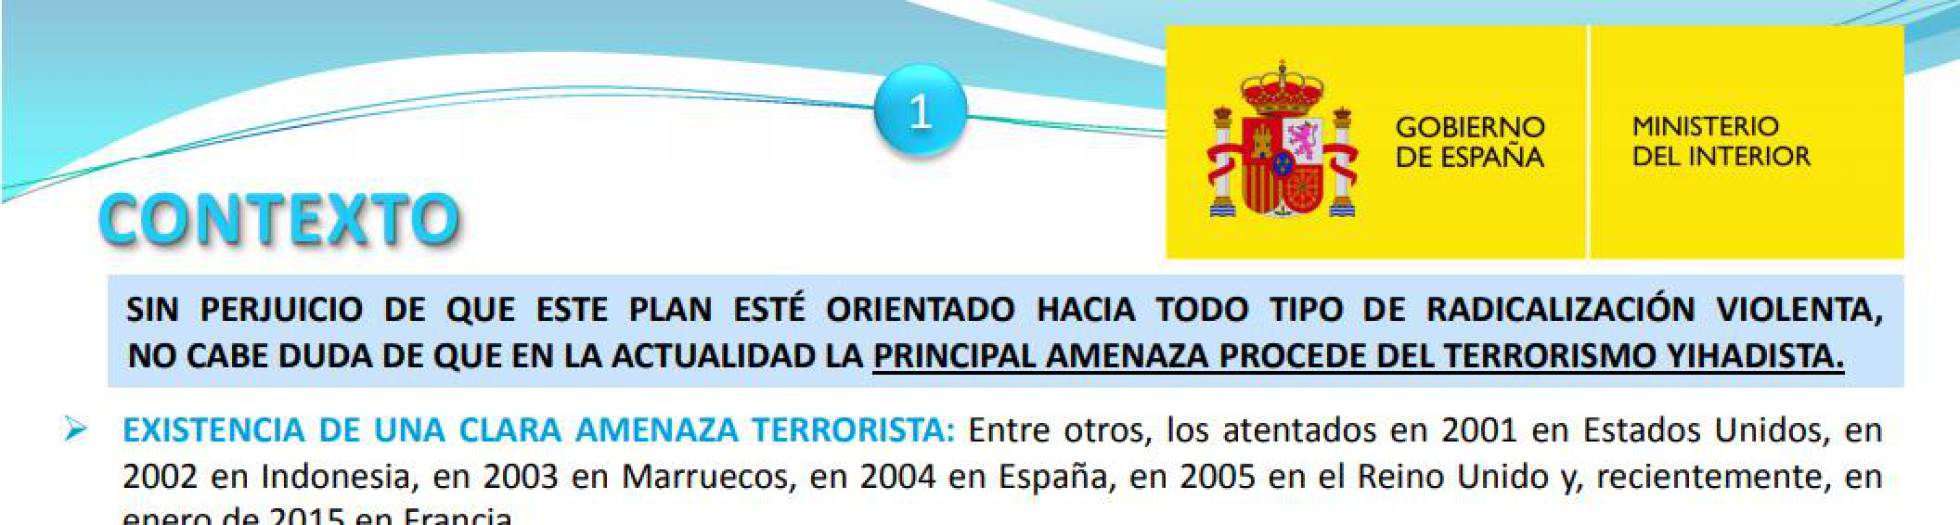 1
GOBIERNO
DE ESPAÑA
MINISTERIO
DEL INTERIOR
CONTEXTO
SIN PERJUICIO DE QUE ESTE PLAN ESTÉ ORIENTADO HACIA TODO TIPO DE RADICALIZACIÓN VIOLENTA,
NO CABE DUDA DE QUE EN LA ACTUALIDAD LA PRINCIPAL AMENAZA PROCEDE DEL TERRORISMO YIHADISTA.
EXISTENCIA DE UNA CLARA AMENAZA TERRORISTA: Entre otros, los atentados en 2001 en Estados Unidos, en
2002 en Indonesia, en 2003 en Marruecos, en 2004 en España, en 2005 en el Reino Unido y, recientemente, en
enero de 2015 en Francia